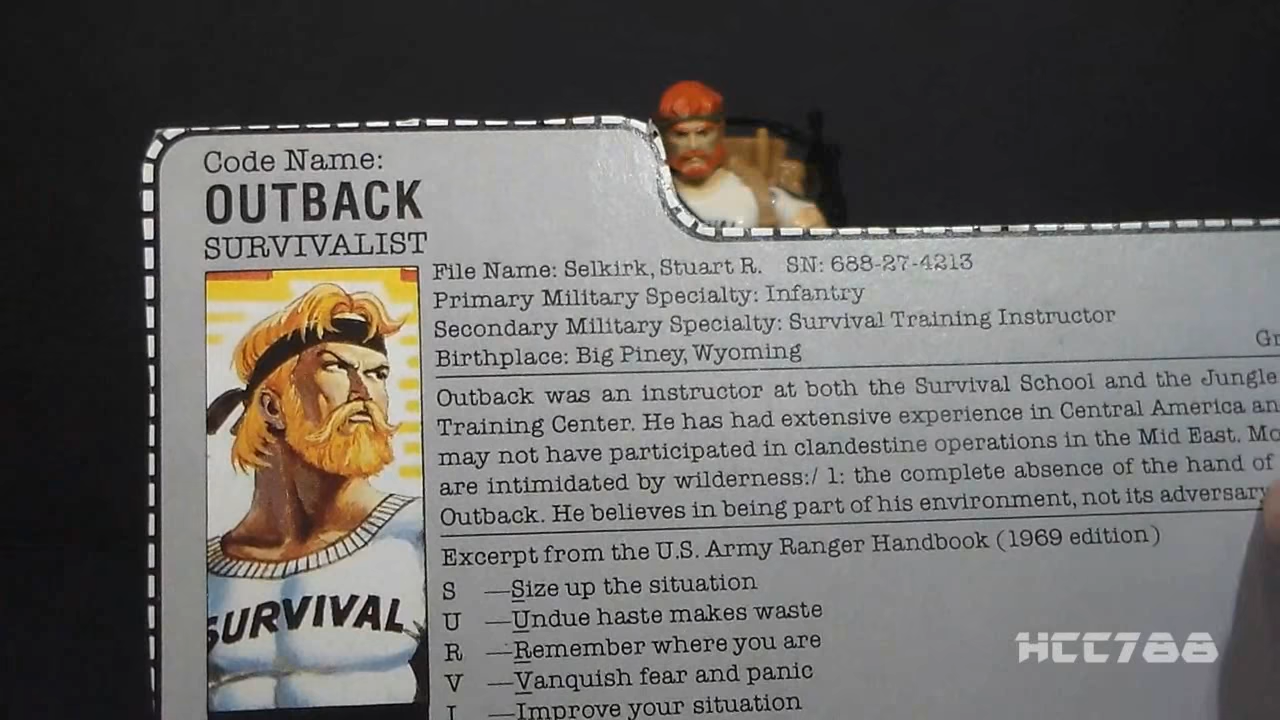 Code Name:
OUTBACK
SURVIVALIST
File Name: Selkirk, Stuart R. SN: 688-27-4213
Primary Military Specialty: Infantry
Secondary Military Specialty: Survival Training Instructor
Birthplace: Big Piney, Wyoming
Gr
Outback was an instructor at both the Survival School and the Jungle
Training Center. He has had extensive experience in Central America an
may not have participated in clandestine operations in the Mid East. Mo
are intimidated by wilderness:/ 1: the complete absence of the hand of
Outback. He believes in being part of his environment, not its adversary
Excerpt from the U.S. Army Ranger Handbook (1969 edition)
S —Size up the situation
U —Undue haste makes waste
R —Remember where you are
V —Vanquish fear and panic
I —Improve your situation
SURVIVAL
HCC788